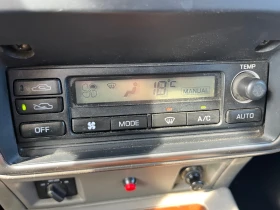 TEMP
18°C
MANUAL
OFF
MODE
A/C
AUTO